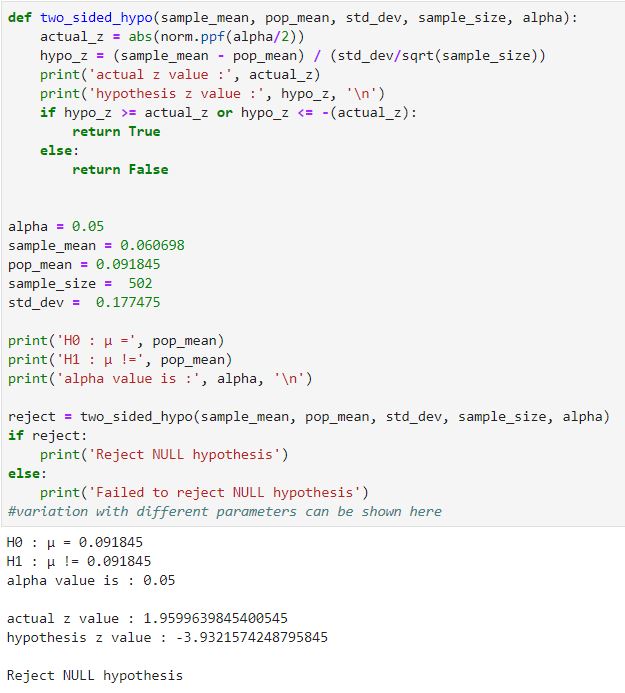 def two_sided_hypo(sample_mean, pop_mean, std_dev, sample_size, alpha):
    actual_z = abs(norm.ppf(alpha/2))
    hypo_z = (sample_mean - pop_mean) / (std_dev/sqrt(sample_size))
    print('actual z value :', actual_z)
    print('hypothesis z value :', hypo_z, '\n')
    if hypo_z >= actual_z or hypo_z <= -(actual_z):
        return True
    else:
        return False
alpha = 0.05
sample_mean = 0.060698
pop_mean = 0.091845
sample_size =  502
std_dev =  0.177475
print('H0 : μ =', pop_mean)
print('H1 : μ !=', pop_mean)
print('alpha value is :', alpha, '\n')
reject = two_sided_hypo(sample_mean, pop_mean, std_dev, sample_size, alpha)
if reject:
    print('Reject NULL hypothesis')
else:
    print('Failed to reject NULL hypothesis')
#variation with different parameters can be shown here
H0 : μ = 0.091845
H1 : μ != 0.091845
alpha value is : 0.05
actual z value : 1.9599639845400545
hypothesis z value : -3.9321574248795845
Reject NULL hypothesis